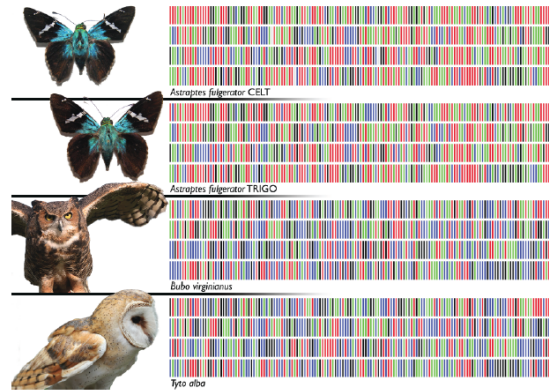 Astraptes fulgerator CELT
Astraptes fulgerator TRIGO
Bubo virginianus
Tyto alba